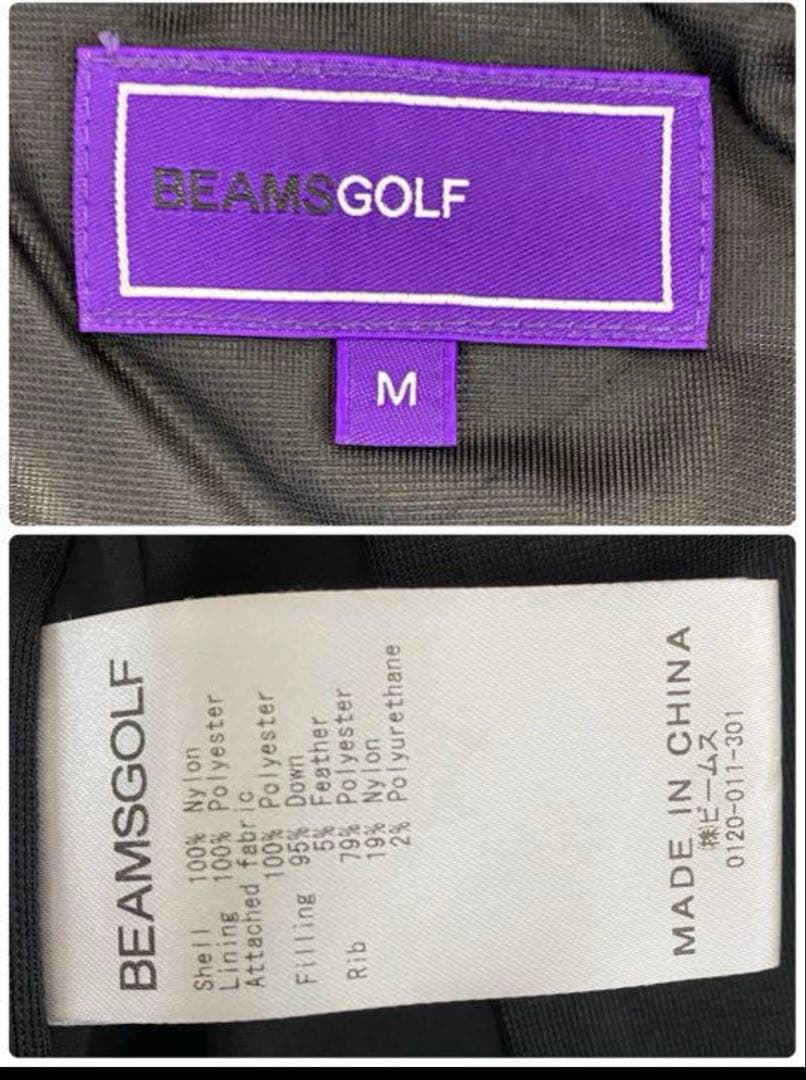 BEAMSGOLF
M
BEAMSGOLF
Shell 100% Nylon
Lining 100% Polyester
Attached fabric
100% Polyester
Filling 95% Down
5% Feather
Rib 79% Polyester
19% Nylon
2% Polyurethane
MADE IN CHINA
㈱ビームス
0120-011-301